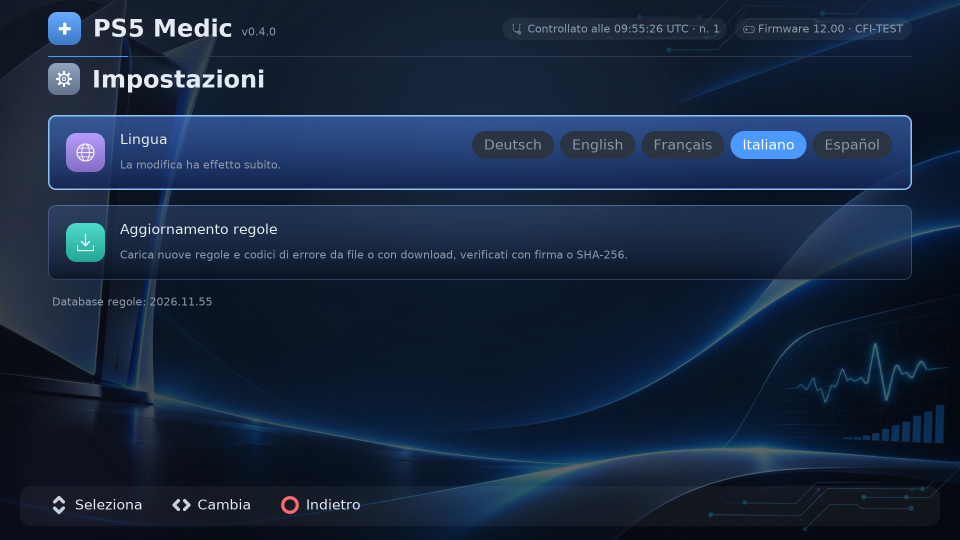 PS5 Medic v0.4.0
Controllato alle 09:55:26 UTC · n. 1
Firmware 12.00 · CFI-TEST
Impostazioni
Lingua
La modifica ha effetto subito.
Deutsch English Français Italiano Español
Aggiornamento regole
Carica nuove regole e codici di errore da file o con download, verificati con firma o SHA-256.
Database regole: 2026.11.55
Seleziona Cambia Indietro